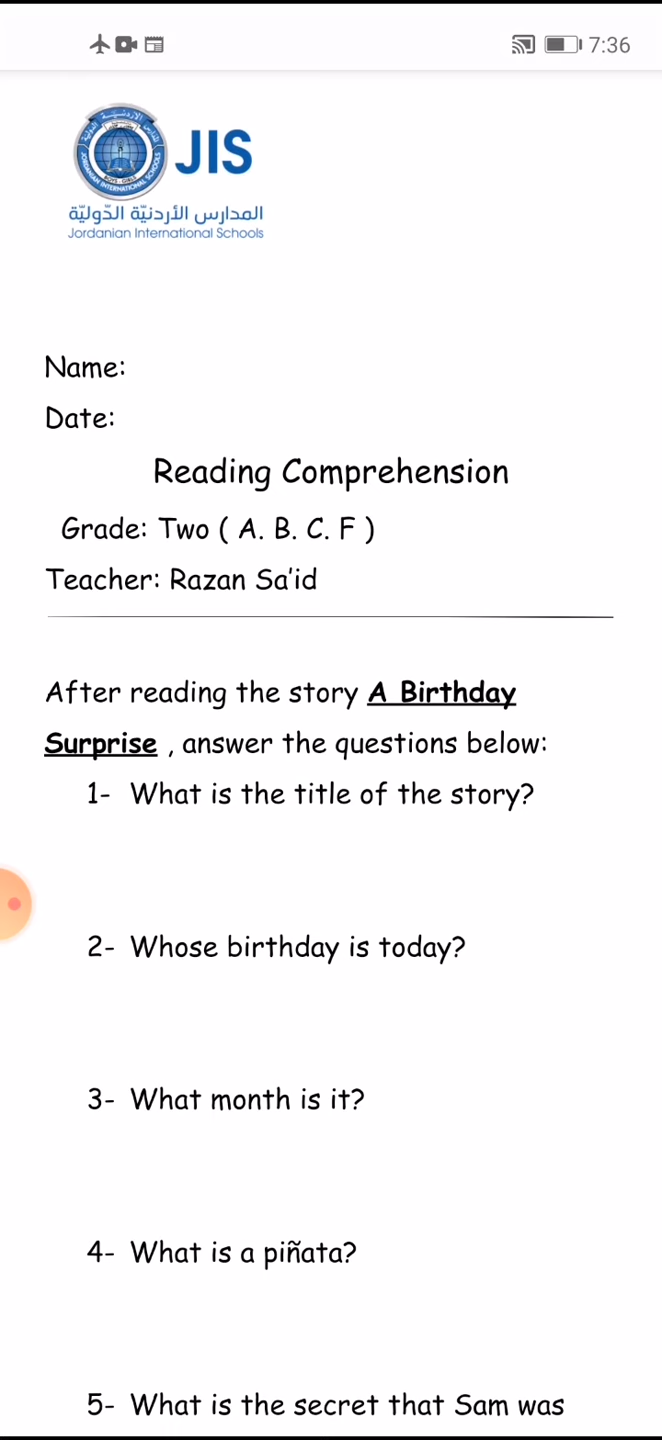 7:36
JIS
المدارس الأردنيّة الدّوليّة
Jordanian International Schools
Name:
Date:
Reading Comprehension
Grade: Two ( A. B. C. F )
Teacher: Razan Sa'id
After reading the story A Birthday
Surprise , answer the questions below:
1- What is the title of the story?
2- Whose birthday is today?
3- What month is it?
4- What is a piñata?
5- What is the secret that Sam was